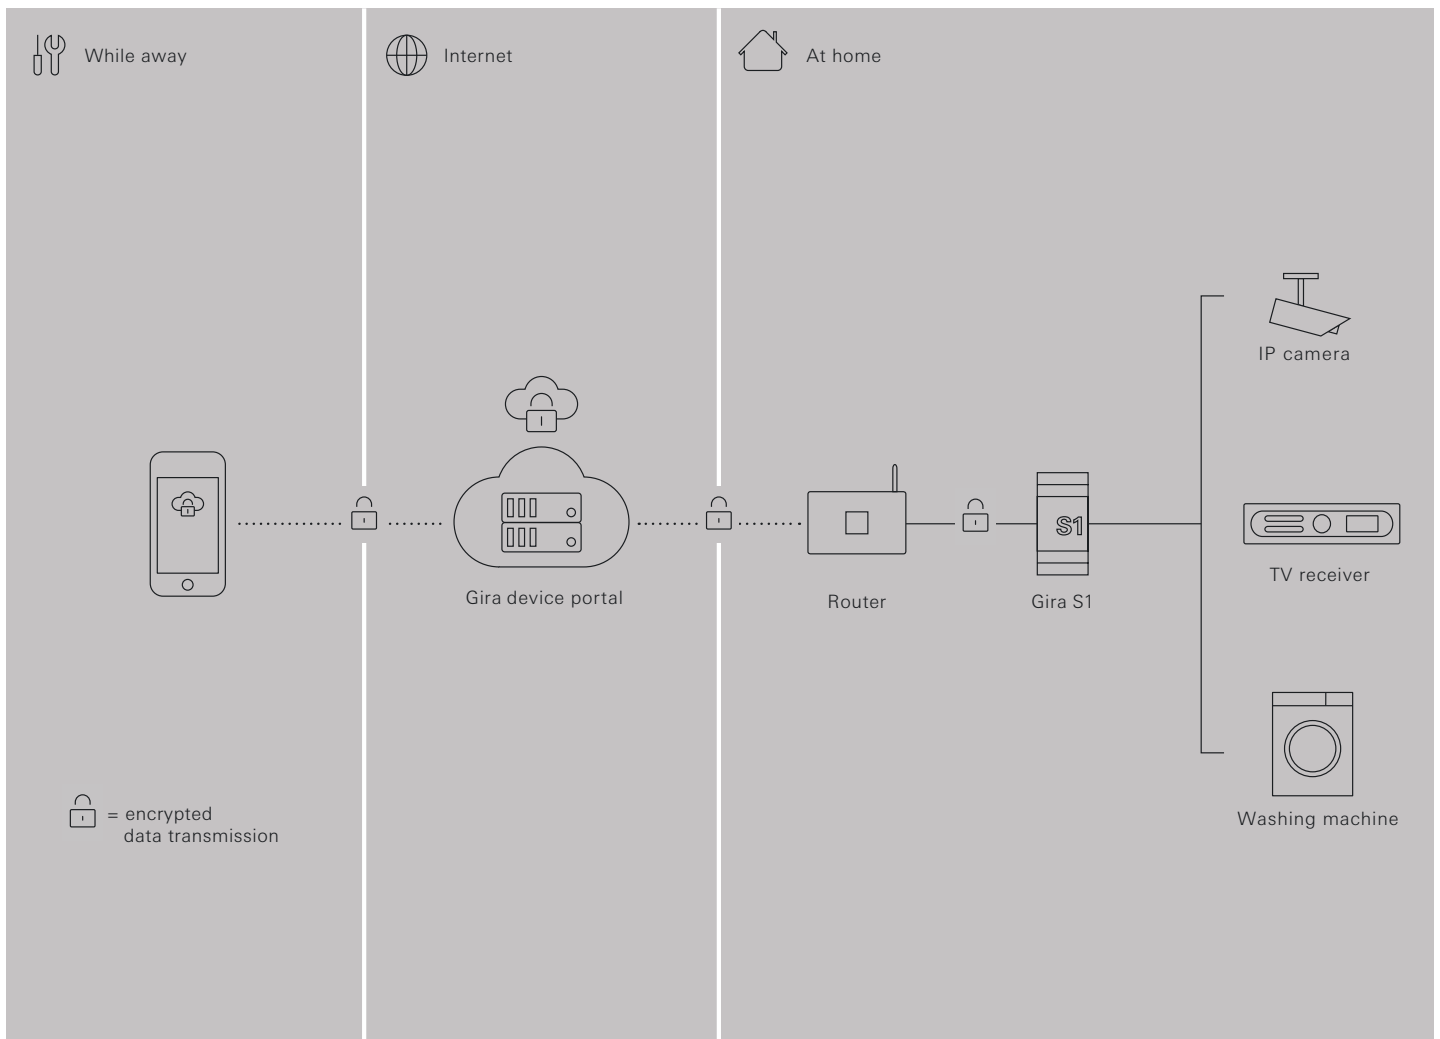 While away
Internet
At home
IP camera
S1
TV receiver
Gira device portal
Router
Gira S1
= encrypted
data transmission
Washing machine